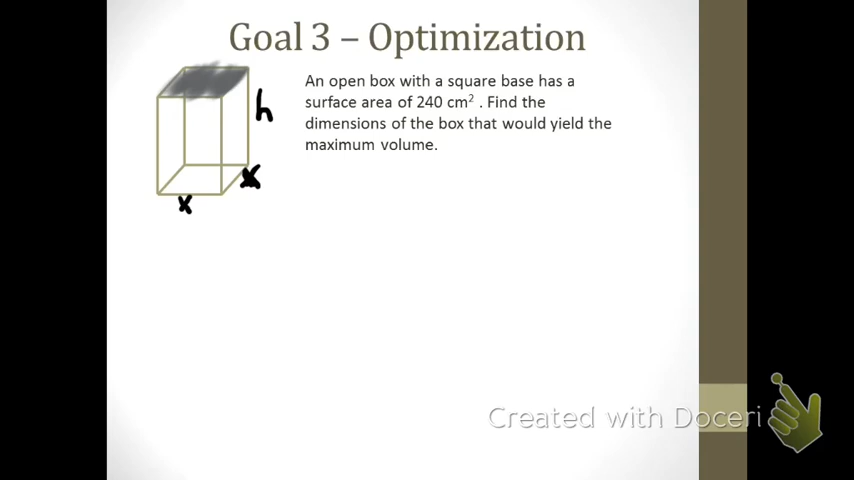 Goal 3 – Optimization
An open box with a square base has a
surface area of 240 cm² . Find the
dimensions of the box that would yield the
maximum volume.
h
x
x
Created with Doceri